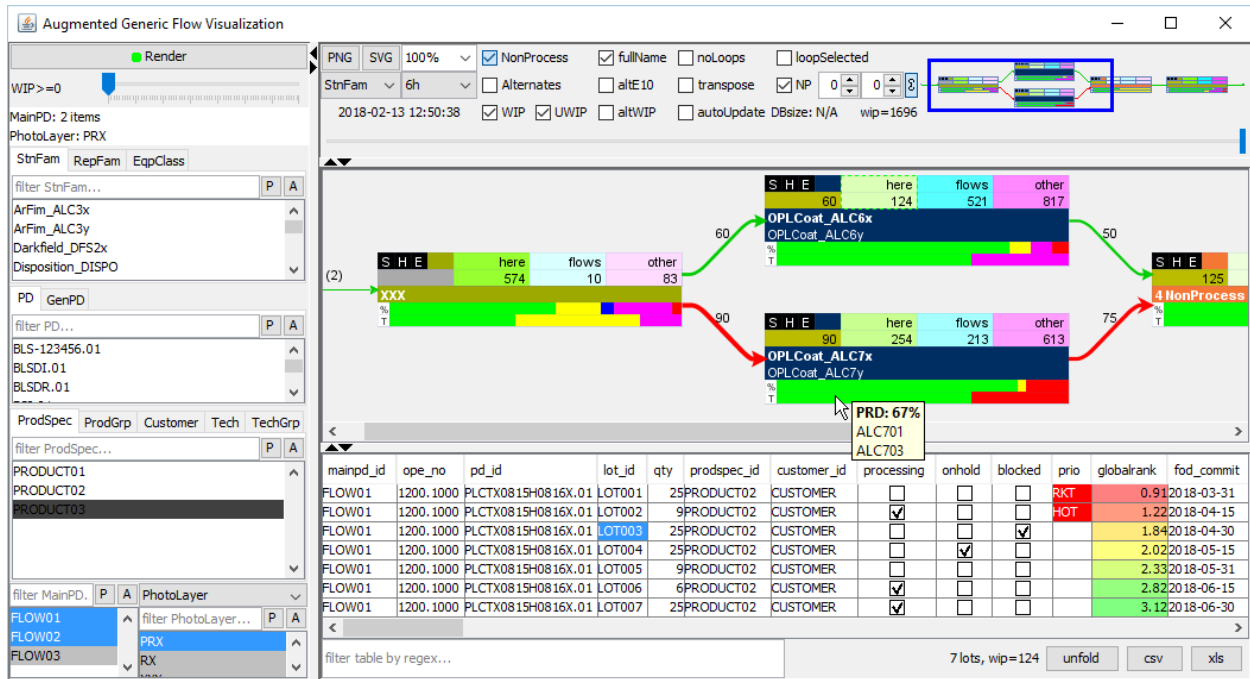 Augmented Generic Flow Visualization
Render
WIP>=0
MainPD: 2 items
PhotoLayer: PRX
StnFam RepFam EqpClass
filter StnFam... P A
ArFim_ALC3x
ArFim_ALC3y
Darkfield_DFS2x
Disposition_DISPO
PD GenPD
filter PD... P A
BLS-123456.01
BLSDI.01
BLSDR.01
ProdSpec ProdGrp Customer Tech TechGrp
filter ProdSpec... P A
PRODUCT01
PRODUCT02
PRODUCT03
filter MainPD. P A PhotoLayer
FLOW01 filter PhotoLayer... P A
FLOW02 PRX
FLOW03 RX
PNG SVG 100% NonProcess fullName noLoops loopSelected
StnFam 6h Alternates altE10 transpose NP 0 0
2018-02-13 12:50:38 WIP UWIP altWIP autoUpdate DBsize: N/A wip=1696
S H E here flows other
60 124 521 817
OPLCoat_ALC6x
OPLCoat_ALC6y
%
T
60
50
(2)
S H E here flows other
574 10 83
XXX
%
T
S H E
125
4 NonProcess
%
T
90
75
S H E here flows other
90 254 213 613
OPLCoat_ALC7x
OPLCoat_ALC7y
%
T
PRD: 67%
ALC701
ALC703
mainpd_id ope_no pd_id lot_id qty prodspec_id customer_id processing onhold blocked prio globalrank fod_commit
FLOW01 1200.1000 PLCTX0815H0816X.01 LOT001 25 PRODUCT02 CUSTOMER RKT 0.91 2018-03-31
FLOW01 1200.1000 PLCTX0815H0816X.01 LOT002 9 PRODUCT02 CUSTOMER HOT 1.22 2018-04-15
FLOW01 1200.1000 PLCTX0815H0816X.01 LOT003 25 PRODUCT02 CUSTOMER 1.84 2018-04-30
FLOW01 1200.1000 PLCTX0815H0816X.01 LOT004 25 PRODUCT02 CUSTOMER 2.02 2018-05-15
FLOW01 1200.1000 PLCTX0815H0816X.01 LOT005 9 PRODUCT02 CUSTOMER 2.33 2018-05-31
FLOW01 1200.1000 PLCTX0815H0816X.01 LOT006 6 PRODUCT02 CUSTOMER 2.82 2018-06-15
FLOW01 1200.1000 PLCTX0815H0816X.01 LOT007 25 PRODUCT02 CUSTOMER 3.12 2018-06-30
filter table by regex... 7 lots, wip=124 unfold csv xls